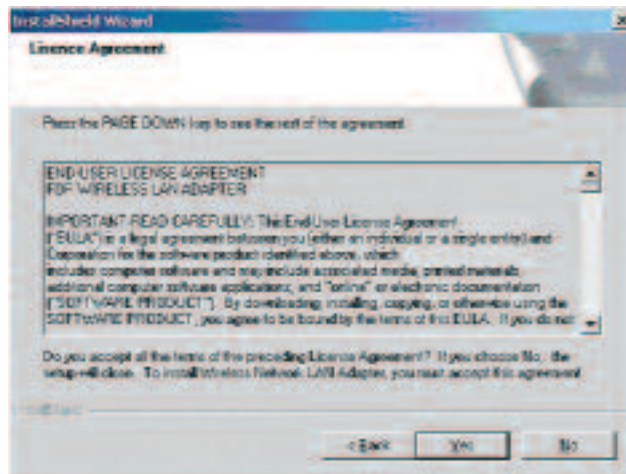 InstallShield Wizard
Licence Agreement
Press the PAGE DOWN key to see the rest of the agreement.
END-USER LICENSE AGREEMENT
FOR WIRELESS LAN ADAPTER
IMPORTANT-READ CAREFULLY: This End-User License Agreement
("EULA") is a legal agreement between you (either an individual or a single entity) and
Corporation for the software product identified above, which
includes computer software and may include associated media, printed materials,
additional computer software applications, and "online" or electronic documentation
("SOFTWARE PRODUCT"). By downloading, installing, copying, or otherwise using the
SOFTWARE PRODUCT, you agree to be bound by the terms of this EULA. If you do not
Do you accept all the terms of the preceding License Agreement? If you choose No, the
setup will close. To install Wireless Network LAN Adapter, you must accept this agreement.
< Back Yes No